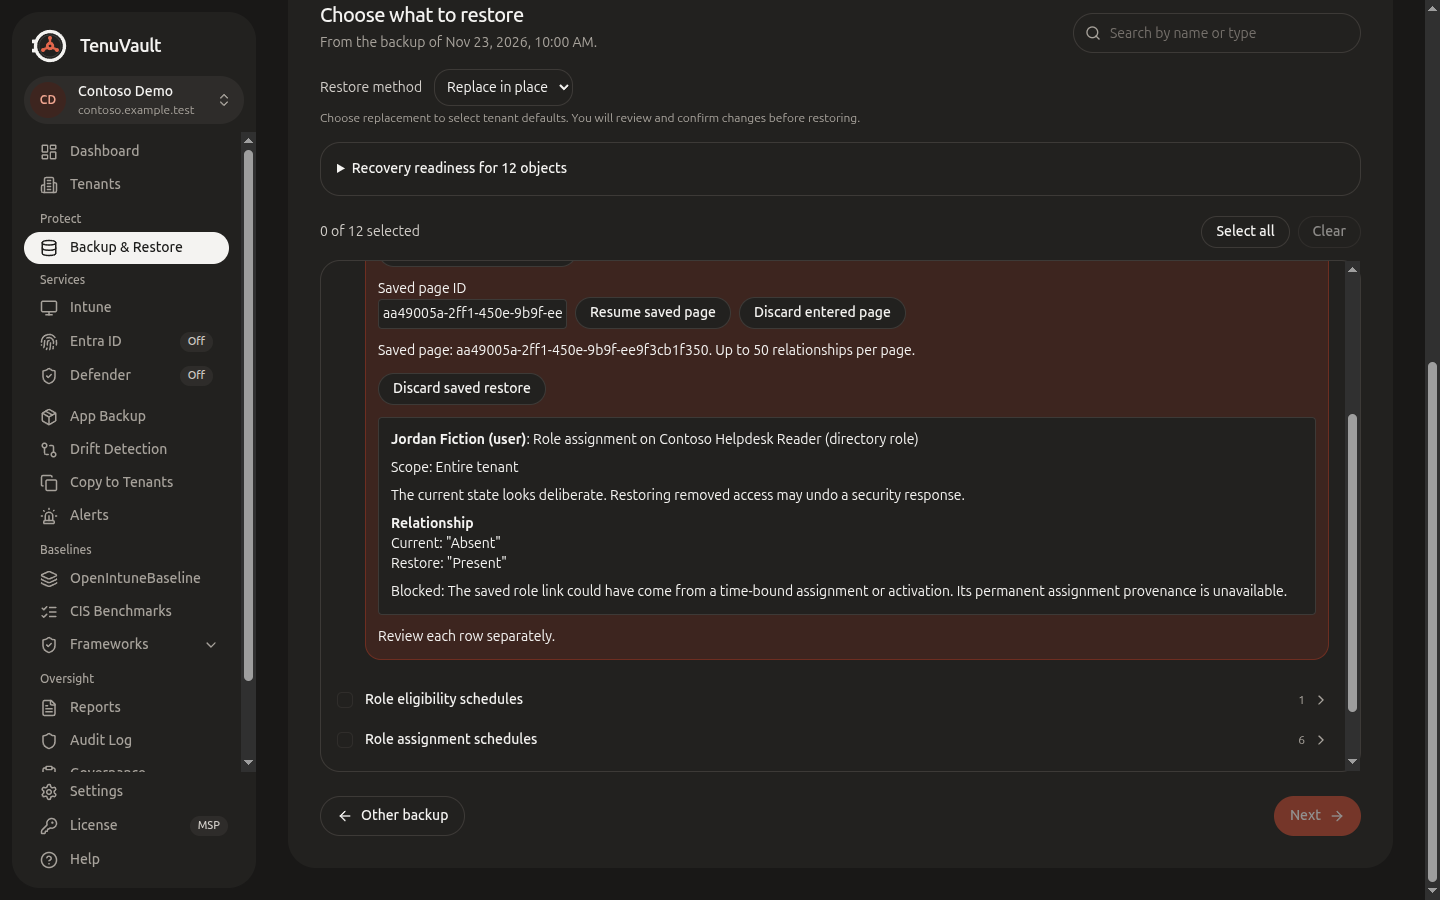 TenuVault
CD
Contoso Demo
contoso.example.test
Dashboard
Tenants
Protect
Backup & Restore
Services
Intune
Entra ID
Off
Defender
Off
App Backup
Drift Detection
Copy to Tenants
Alerts
Baselines
OpenIntuneBaseline
CIS Benchmarks
Frameworks
Oversight
Reports
Audit Log
Settings
License
MSP
Help
Choose what to restore
From the backup of Nov 23, 2026, 10:00 AM.
Search by name or type
Restore method
Replace in place
Choose replacement to select tenant defaults. You will review and confirm changes before restoring.
Recovery readiness for 12 objects
0 of 12 selected
Select all
Clear
Saved page ID
aa49005a-2ff1-450e-9b9f-ee
Resume saved page
Discard entered page
Saved page: aa49005a-2ff1-450e-9b9f-ee9f3cb1f350. Up to 50 relationships per page.
Discard saved restore
Jordan Fiction (user): Role assignment on Contoso Helpdesk Reader (directory role)
Scope: Entire tenant
The current state looks deliberate. Restoring removed access may undo a security response.
Relationship
Current: "Absent"
Restore: "Present"
Blocked: The saved role link could have come from a time-bound assignment or activation. Its permanent assignment provenance is unavailable.
Review each row separately.
Role eligibility schedules
1
Role assignment schedules
6
Other backup
Next